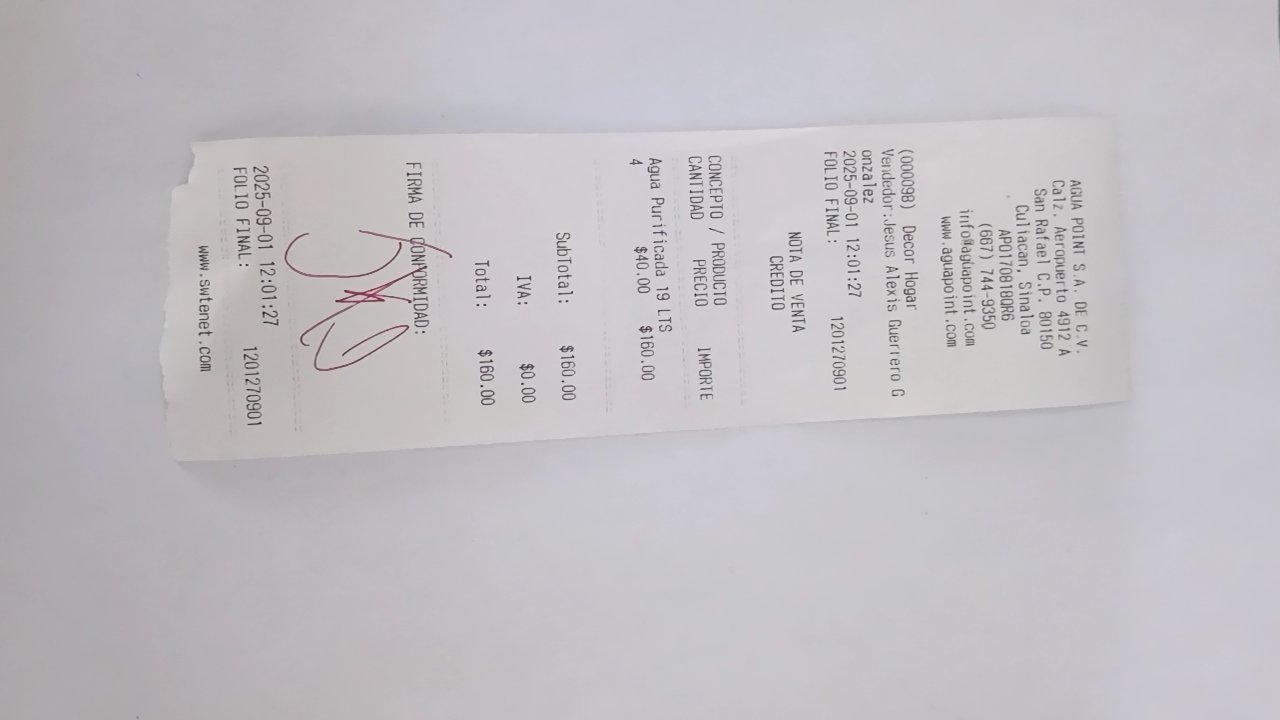 AGUA POINT S.A. DE C.V.
Calz. Aeropuerto 4912 A
San Rafael C.P. 80150
Culiacan, Sinaloa
,
APO170818QR6
(667) 744-9350
info@aguapoint.com
www.aguapoint.com
(000098) Decor Hogar
Vendedor:Jesus Alexis Guerrero G
onzalez
2025-09-01 12:01:27
FOLIO FINAL: 1201270901
NOTA DE VENTA
CREDITO
CONCEPTO / PRODUCTO
CANTIDAD PRECIO IMPORTE
Agua Purificada 19 LTS
4 $40.00 $160.00
SubTotal: $160.00
IVA: $0.00
Total: $160.00
FIRMA DE CONFORMIDAD:
2025-09-01 12:01:27
FOLIO FINAL: 1201270901
www.swtenet.com